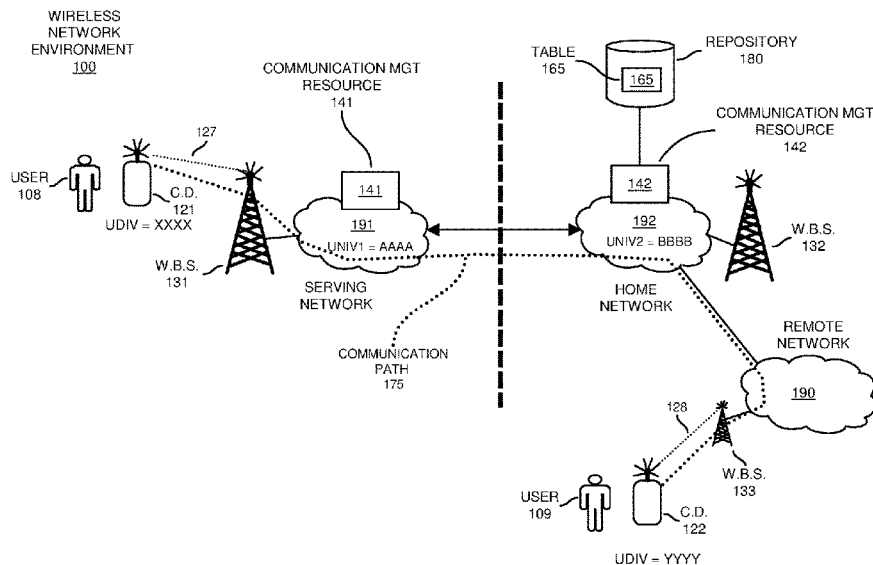 WIRELESS
NETWORK
ENVIRONMENT
100
COMMUNICATION MGT
RESOURCE
141
TABLE
165
165
REPOSITORY
180
COMMUNICATION MGT
RESOURCE
142
127
USER
108
C.D.
121
UDIV = XXXX
W.B.S.
131
141
191
UNIV1 = AAAA
SERVING
NETWORK
142
192
UNIV2 = BBBB
HOME
NETWORK
W.B.S.
132
COMMUNICATION
PATH
175
REMOTE
NETWORK
190
128
W.B.S.
133
USER
109
C.D.
122
UDIV = YYYY